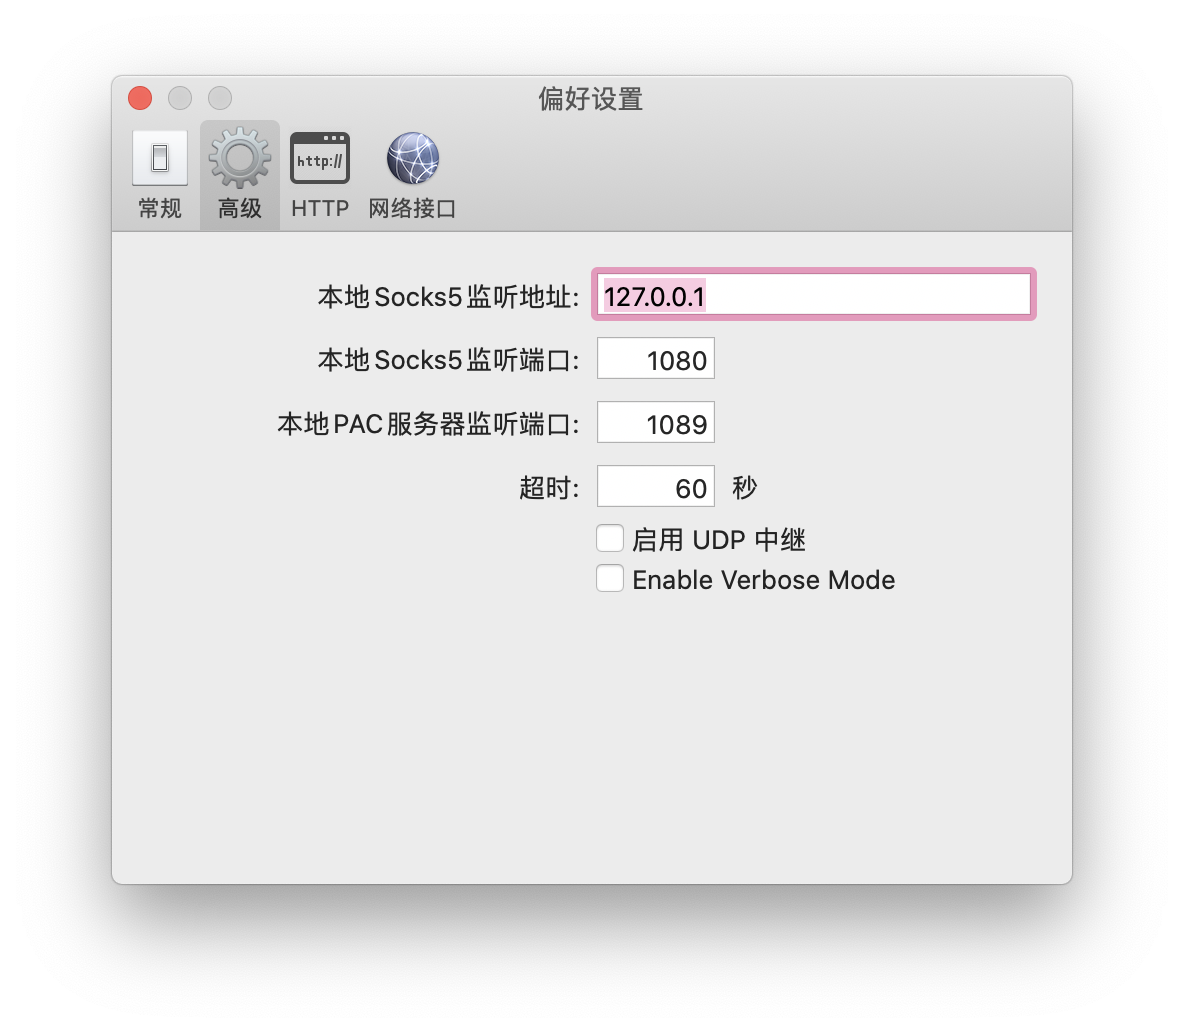 偏好设置
http://
常规 高级 HTTP 网络接口
本地Socks5监听地址: 127.0.0.1
本地Socks5监听端口: 1080
本地PAC服务器监听端口: 1089
超时: 60 秒
启用 UDP 中继
Enable Verbose Mode